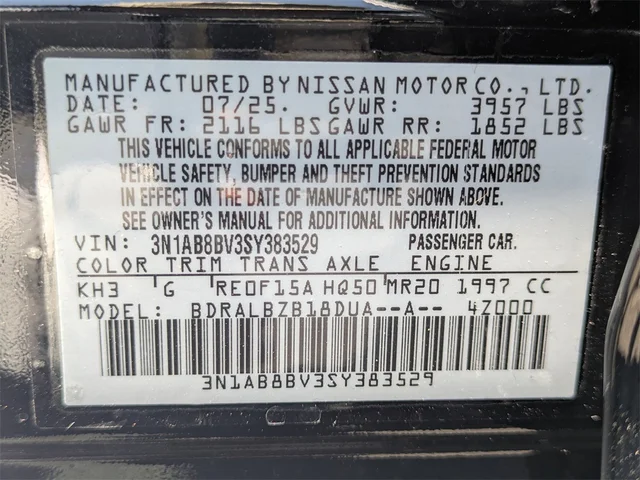 MANUFACTURED BY NISSAN MOTOR CO., LTD.
DATE: 07/25. GVWR: 3957 LBS
GAWR FR: 2116 LBS GAWR RR: 1852 LBS
THIS VEHICLE CONFORMS TO ALL APPLICABLE FEDERAL MOTOR
VEHICLE SAFETY, BUMPER AND THEFT PREVENTION STANDARDS
IN EFFECT ON THE DATE OF MANUFACTURE SHOWN ABOVE.
SEE OWNER'S MANUAL FOR ADDITIONAL INFORMATION.
VIN: 3N1AB8BV3SY383529 PASSENGER CAR.
COLOR TRIM TRANS AXLE ENGINE
KH3 G RE0F15A HQ50 MR20 1997 CC
MODEL: BDRALBZB18DUA--A-- 4Z000
3N1AB8BV3SY383529